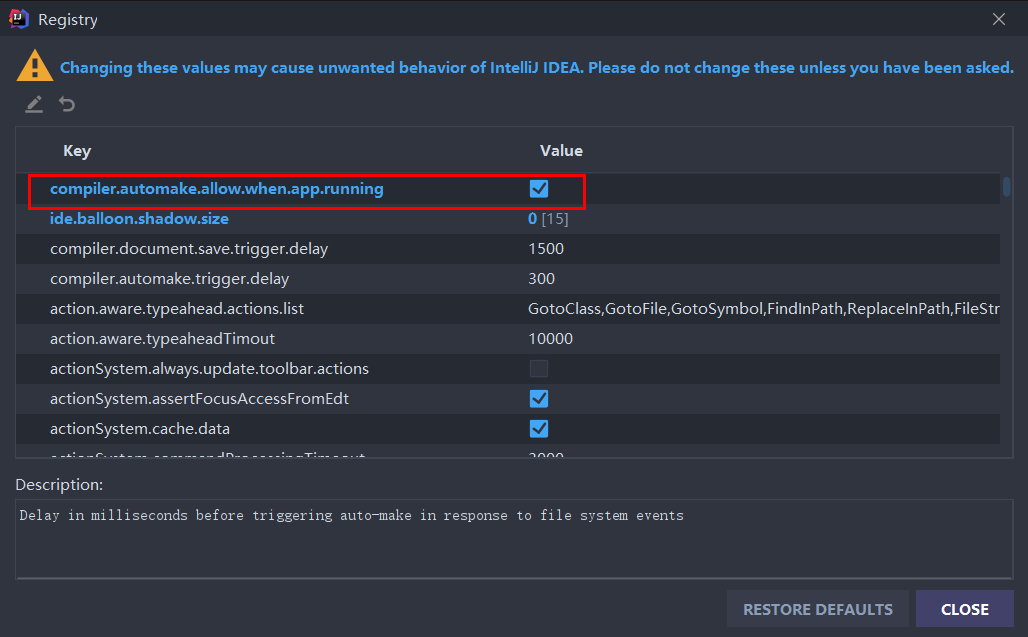 Registry
Changing these values may cause unwanted behavior of IntelliJ IDEA. Please do not change these unless you have been asked.
Key Value
compiler.automake.allow.when.app.running
ide.balloon.shadow.size 0 [15]
compiler.document.save.trigger.delay 1500
compiler.automake.trigger.delay 300
action.aware.typeahead.actions.list GotoClass,GotoFile,GotoSymbol,FindInPath,ReplaceInPath,FileStr
action.aware.typeaheadTimout 10000
actionSystem.always.update.toolbar.actions
actionSystem.assertFocusAccessFromEdt
actionSystem.cache.data
actionSystem.commandProcessingTimeout 3000
Description:
Delay in milliseconds before triggering auto-make in response to file system events
RESTORE DEFAULTS CLOSE